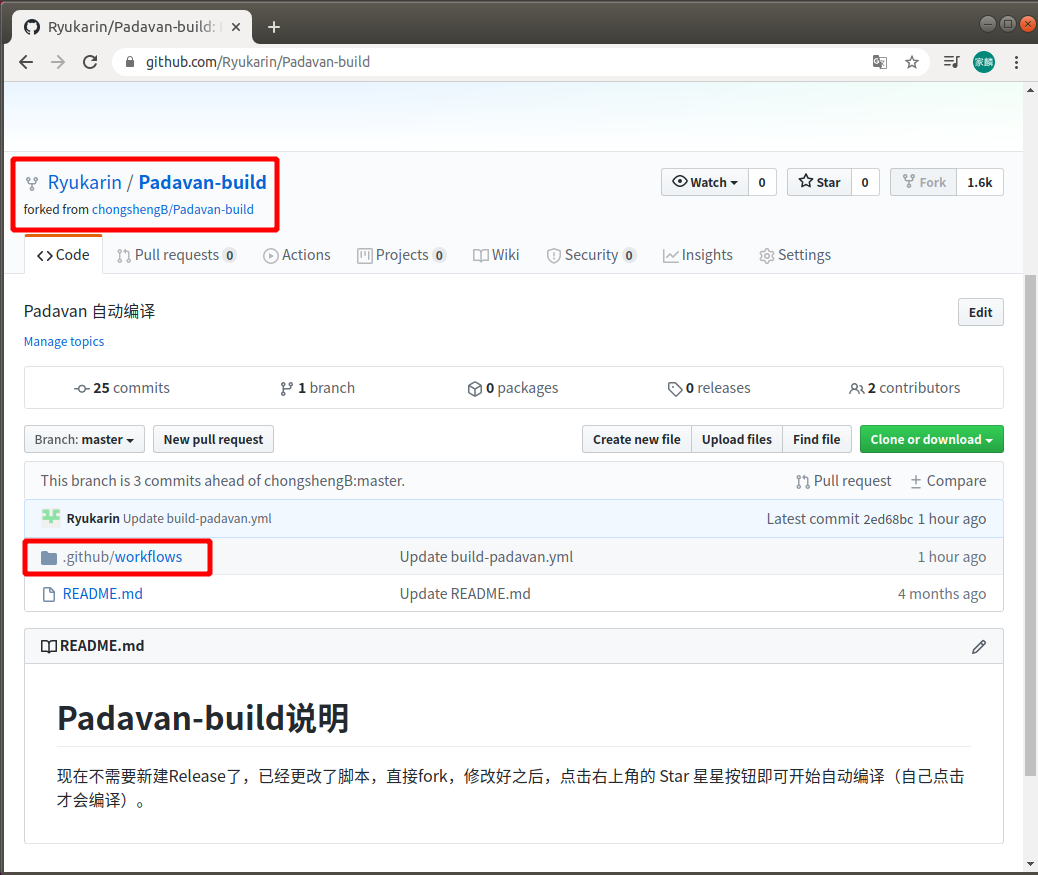 Ryukarin/Padavan-build:
github.com/Ryukarin/Padavan-build
家麟
Ryukarin / Padavan-build
forked from chongshengB/Padavan-build
Watch 0 Star 0 Fork 1.6k
Code Pull requests 0 Actions Projects 0 Wiki Security 0 Insights Settings
Padavan 自动编译
Edit
Manage topics
25 commits 1 branch 0 packages 0 releases 2 contributors
Branch: master New pull request Create new file Upload files Find file Clone or download
This branch is 3 commits ahead of chongshengB:master. Pull request Compare
Ryukarin Update build-padavan.yml Latest commit 2ed68bc 1 hour ago
.github/workflows Update build-padavan.yml 1 hour ago
README.md Update README.md 4 months ago
README.md
Padavan-build说明
现在不需要新建Release了，已经更改了脚本，直接fork，修改好之后，点击右上角的 Star 星星按钮即可开始自动编译（自己点击
才会编译）。